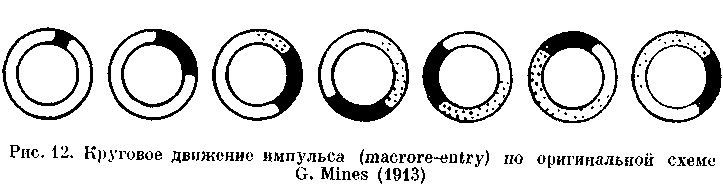 Рис. 12. Круговое движение импульса (macrore-entry) по оригинальной схеме
G. Mines (1913)